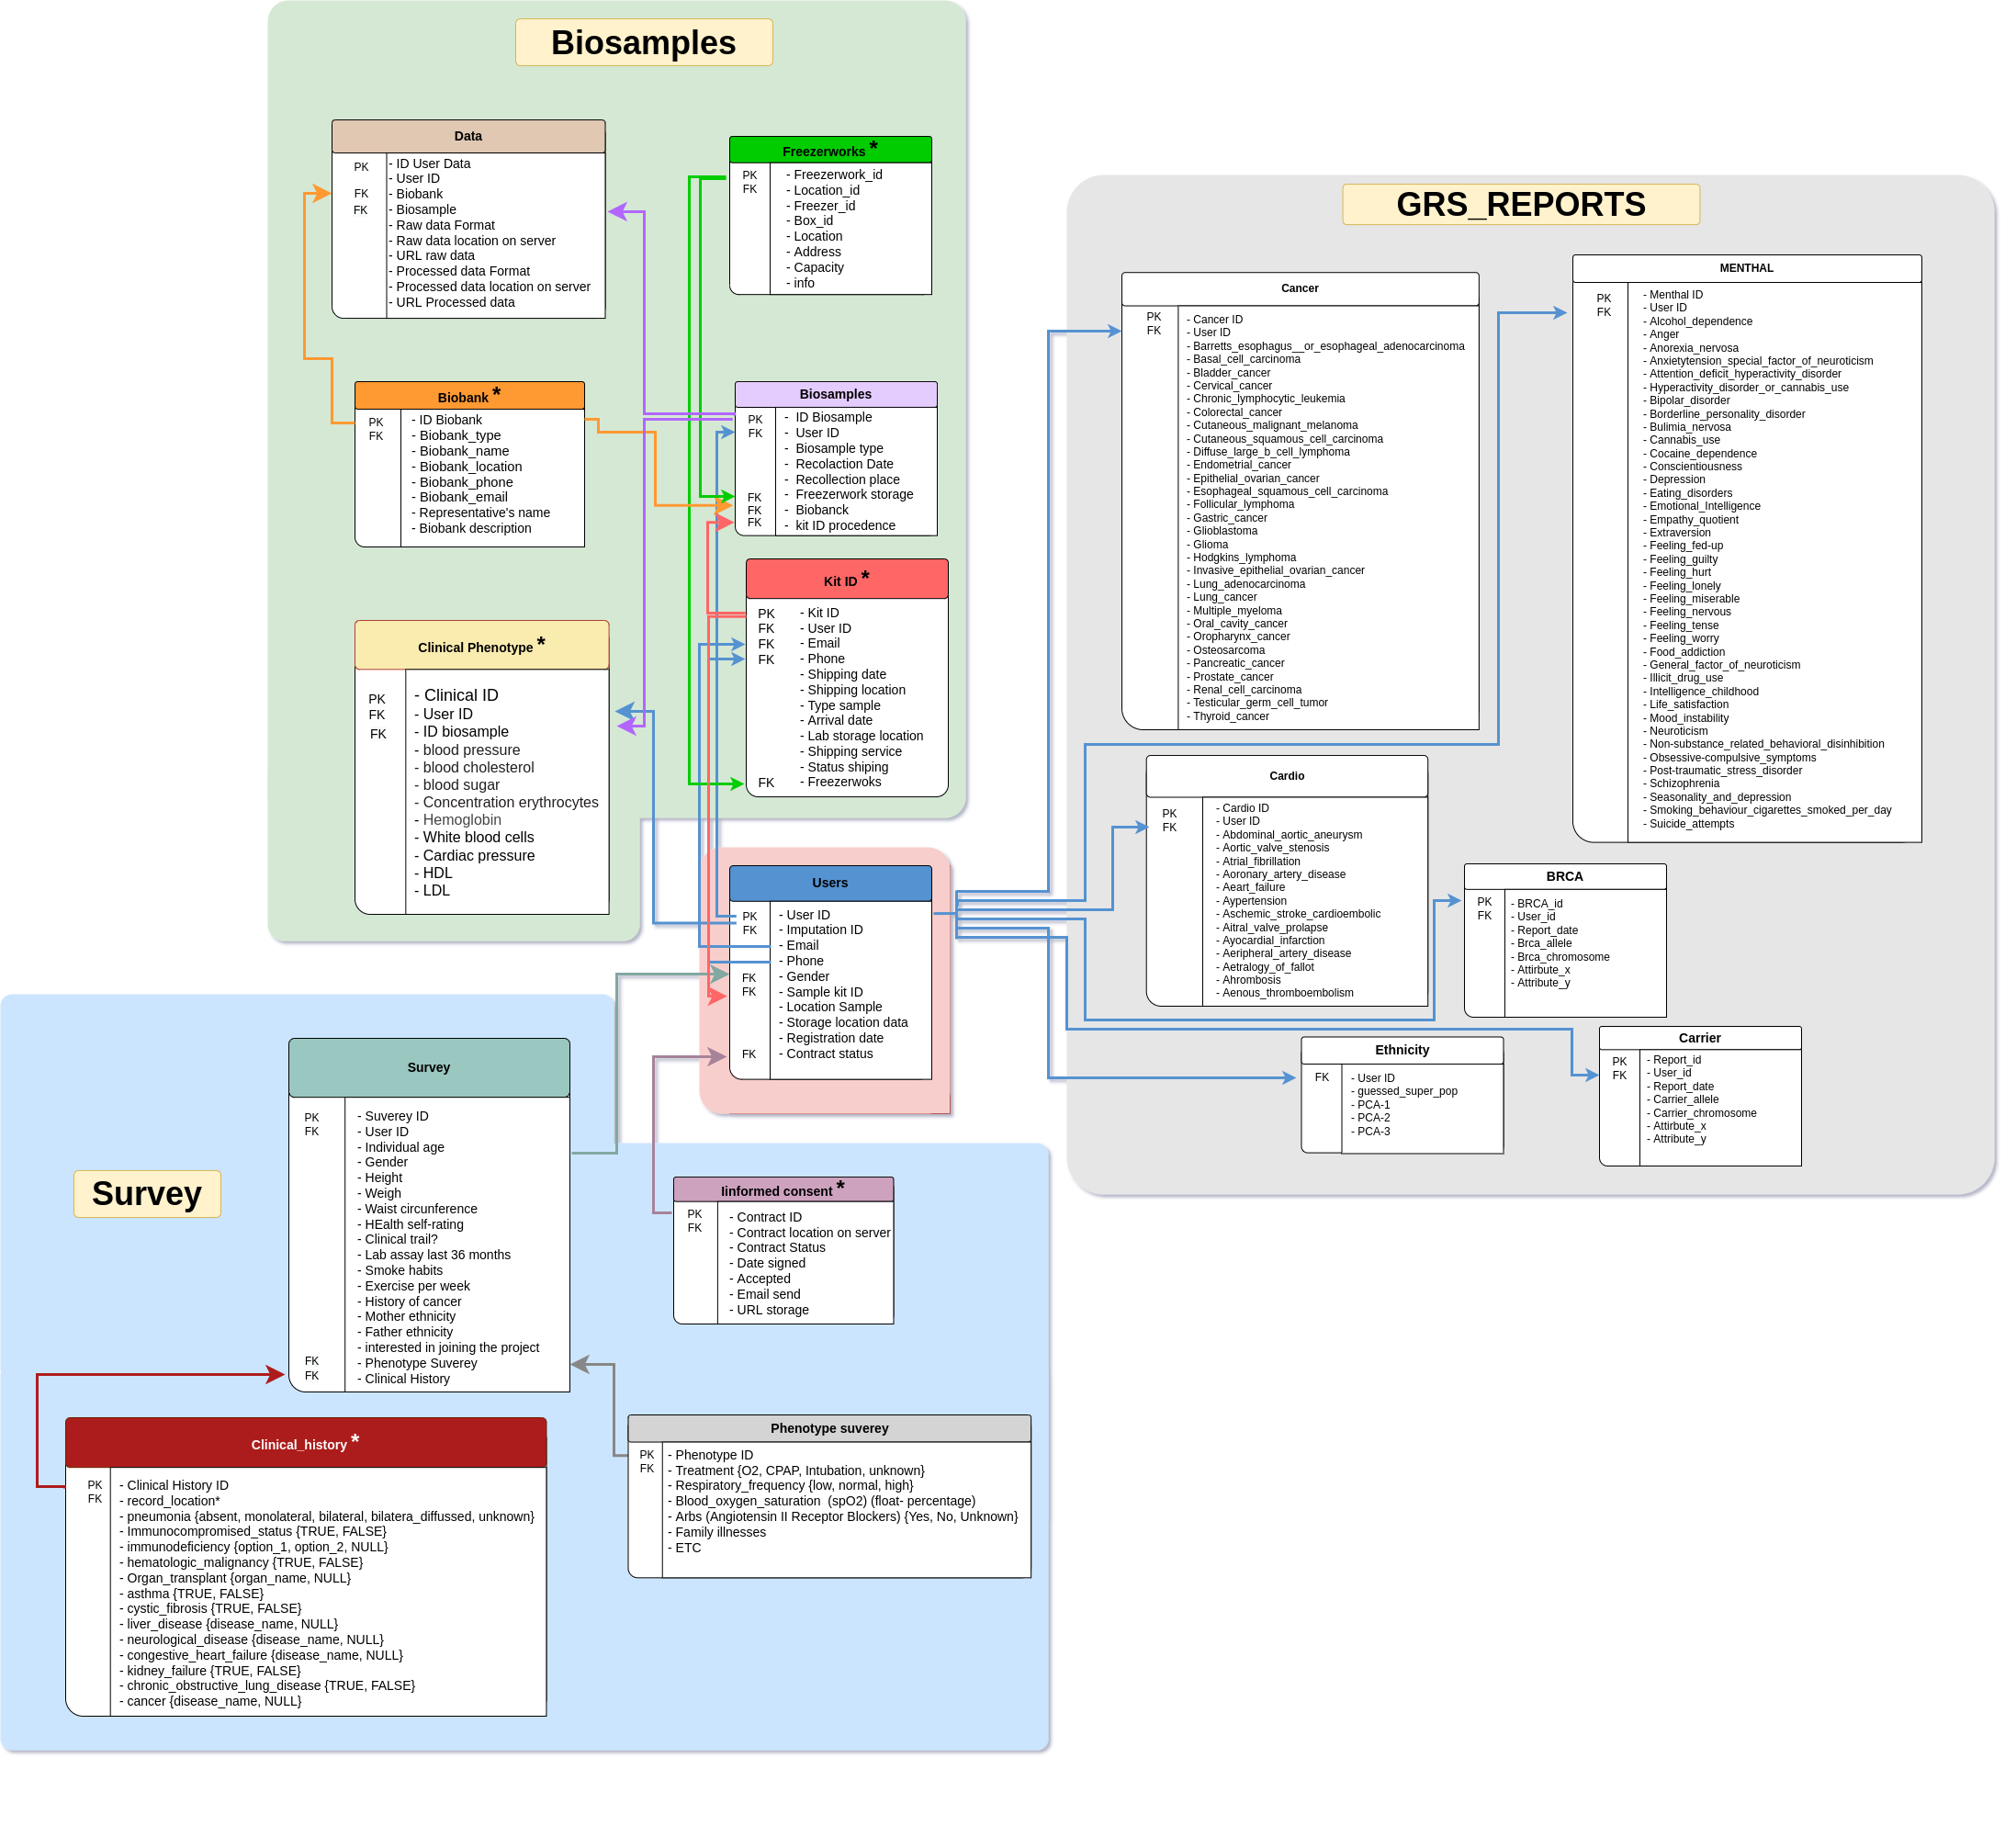 Biosamples
Data
PK
FK
FK
- ID User Data
- User ID
- Biobank
- Biosample
- Raw data Format
- Raw data location on server
- URL raw data
- Processed data Format
- Processed data location on server
- URL Processed data
Freezerworks *
PK
FK
- Freezerwork_id
- Location_id
- Freezer_id
- Box_id
- Location
- Address
- Capacity
- info
Biobank *
PK
FK
- ID Biobank
- Biobank_type
- Biobank_name
- Biobank_location
- Biobank_phone
- Biobank_email
- Representative's name
- Biobank description
Biosamples
PK
FK
FK
FK
FK
- ID Biosample
- User ID
- Biosample type
- Recolaction Date
- Recollection place
- Freezerwork storage
- Biobanck
- kit ID procedence
Kit ID *
PK
FK
FK
FK
FK
- Kit ID
- User ID
- Email
- Phone
- Shipping date
- Shipping location
- Type sample
- Arrival date
- Lab storage location
- Shipping service
- Status shiping
- Freezerwoks
Clinical Phenotype *
PK
FK
FK
- Clinical ID
- User ID
- ID biosample
- blood pressure
- blood cholesterol
- blood sugar
- Concentration erythrocytes
- Hemoglobin
- White blood cells
- Cardiac pressure
- HDL
- LDL
Users
PK
FK
FK
FK
FK
- User ID
- Imputation ID
- Email
- Phone
- Gender
- Sample kit ID
- Location Sample
- Storage location data
- Registration date
- Contract status
GRS_REPORTS
Cancer
PK
FK
- Cancer ID
- User ID
- Barretts_esophagus__or_esophageal_adenocarcinoma
- Basal_cell_carcinoma
- Bladder_cancer
- Cervical_cancer
- Chronic_lymphocytic_leukemia
- Colorectal_cancer
- Cutaneous_malignant_melanoma
- Cutaneous_squamous_cell_carcinoma
- Diffuse_large_b_cell_lymphoma
- Endometrial_cancer
- Epithelial_ovarian_cancer
- Esophageal_squamous_cell_carcinoma
- Follicular_lymphoma
- Gastric_cancer
- Glioblastoma
- Glioma
- Hodgkins_lymphoma
- Invasive_epithelial_ovarian_cancer
- Lung_adenocarcinoma
- Lung_cancer
- Multiple_myeloma
- Oral_cavity_cancer
- Oropharynx_cancer
- Osteosarcoma
- Pancreatic_cancer
- Prostate_cancer
- Renal_cell_carcinoma
- Testicular_germ_cell_tumor
- Thyroid_cancer
MENTHAL
PK
FK
- Menthal ID
- User ID
- Alcohol_dependence
- Anger
- Anorexia_nervosa
- Anxietytension_special_factor_of_neuroticism
- Attention_deficit_hyperactivity_disorder
- Hyperactivity_disorder_or_cannabis_use
- Bipolar_disorder
- Borderline_personality_disorder
- Bulimia_nervosa
- Cannabis_use
- Cocaine_dependence
- Conscientiousness
- Depression
- Eating_disorders
- Emotional_Intelligence
- Empathy_quotient
- Extraversion
- Feeling_fed-up
- Feeling_guilty
- Feeling_hurt
- Feeling_lonely
- Feeling_miserable
- Feeling_nervous
- Feeling_tense
- Feeling_worry
- Food_addiction
- General_factor_of_neuroticism
- Illicit_drug_use
- Intelligence_childhood
- Life_satisfaction
- Mood_instability
- Neuroticism
- Non-substance_related_behavioral_disinhibition
- Obsessive-compulsive_symptoms
- Post-traumatic_stress_disorder
- Schizophrenia
- Seasonality_and_depression
- Smoking_behaviour_cigarettes_smoked_per_day
- Suicide_attempts
Cardio
PK
FK
- Cardio ID
- User ID
- Abdominal_aortic_aneurysm
- Aortic_valve_stenosis
- Atrial_fibrillation
- Aoronary_artery_disease
- Aeart_failure
- Aypertension
- Aschemic_stroke_cardioembolic
- Aitral_valve_prolapse
- Ayocardial_infarction
- Aeripheral_artery_disease
- Aetralogy_of_fallot
- Ahrombosis
- Aenous_thromboembolism
BRCA
PK
FK
- BRCA_id
- User_id
- Report_date
- Brca_allele
- Brca_chromosome
- Attirbute_x
- Attribute_y
Ethnicity
FK
- User ID
- guessed_super_pop
- PCA-1
- PCA-2
- PCA-3
Carrier
PK
FK
- Report_id
- User_id
- Report_date
- Carrier_allele
- Carrier_chromosome
- Attirbute_x
- Attribute_y
Survey
Survey
PK
FK
FK
FK
- Suverey ID
- User ID
- Individual age
- Gender
- Height
- Weigh
- Waist circunference
- HEalth self-rating
- Clinical trail?
- Lab assay last 36 months
- Smoke habits
- Exercise per week
- History of cancer
- Mother ethnicity
- Father ethnicity
- interested in joining the project
- Phenotype Suverey
- Clinical History
Iinformed consent *
PK
FK
- Contract ID
- Contract location on server
- Contract Status
- Date signed
- Accepted
- Email send
- URL storage
Clinical_history *
PK
FK
- Clinical History ID
- record_location*
- pneumonia {absent, monolateral, bilateral, bilatera_diffussed, unknown}
- Immunocompromised_status {TRUE, FALSE}
- immunodeficiency {option_1, option_2, NULL}
- hematologic_malignancy {TRUE, FALSE}
- Organ_transplant {organ_name, NULL}
- asthma {TRUE, FALSE}
- cystic_fibrosis {TRUE, FALSE}
- liver_disease {disease_name, NULL}
- neurological_disease {disease_name, NULL}
- congestive_heart_failure {disease_name, NULL}
- kidney_failure {TRUE, FALSE}
- chronic_obstructive_lung_disease {TRUE, FALSE}
- cancer {disease_name, NULL}
Phenotype suverey
PK
FK
- Phenotype ID
- Treatment {O2, CPAP, Intubation, unknown}
- Respiratory_frequency {low, normal, high}
- Blood_oxygen_saturation (spO2) (float- percentage)
- Arbs (Angiotensin II Receptor Blockers) {Yes, No, Unknown}
- Family illnesses
- ETC